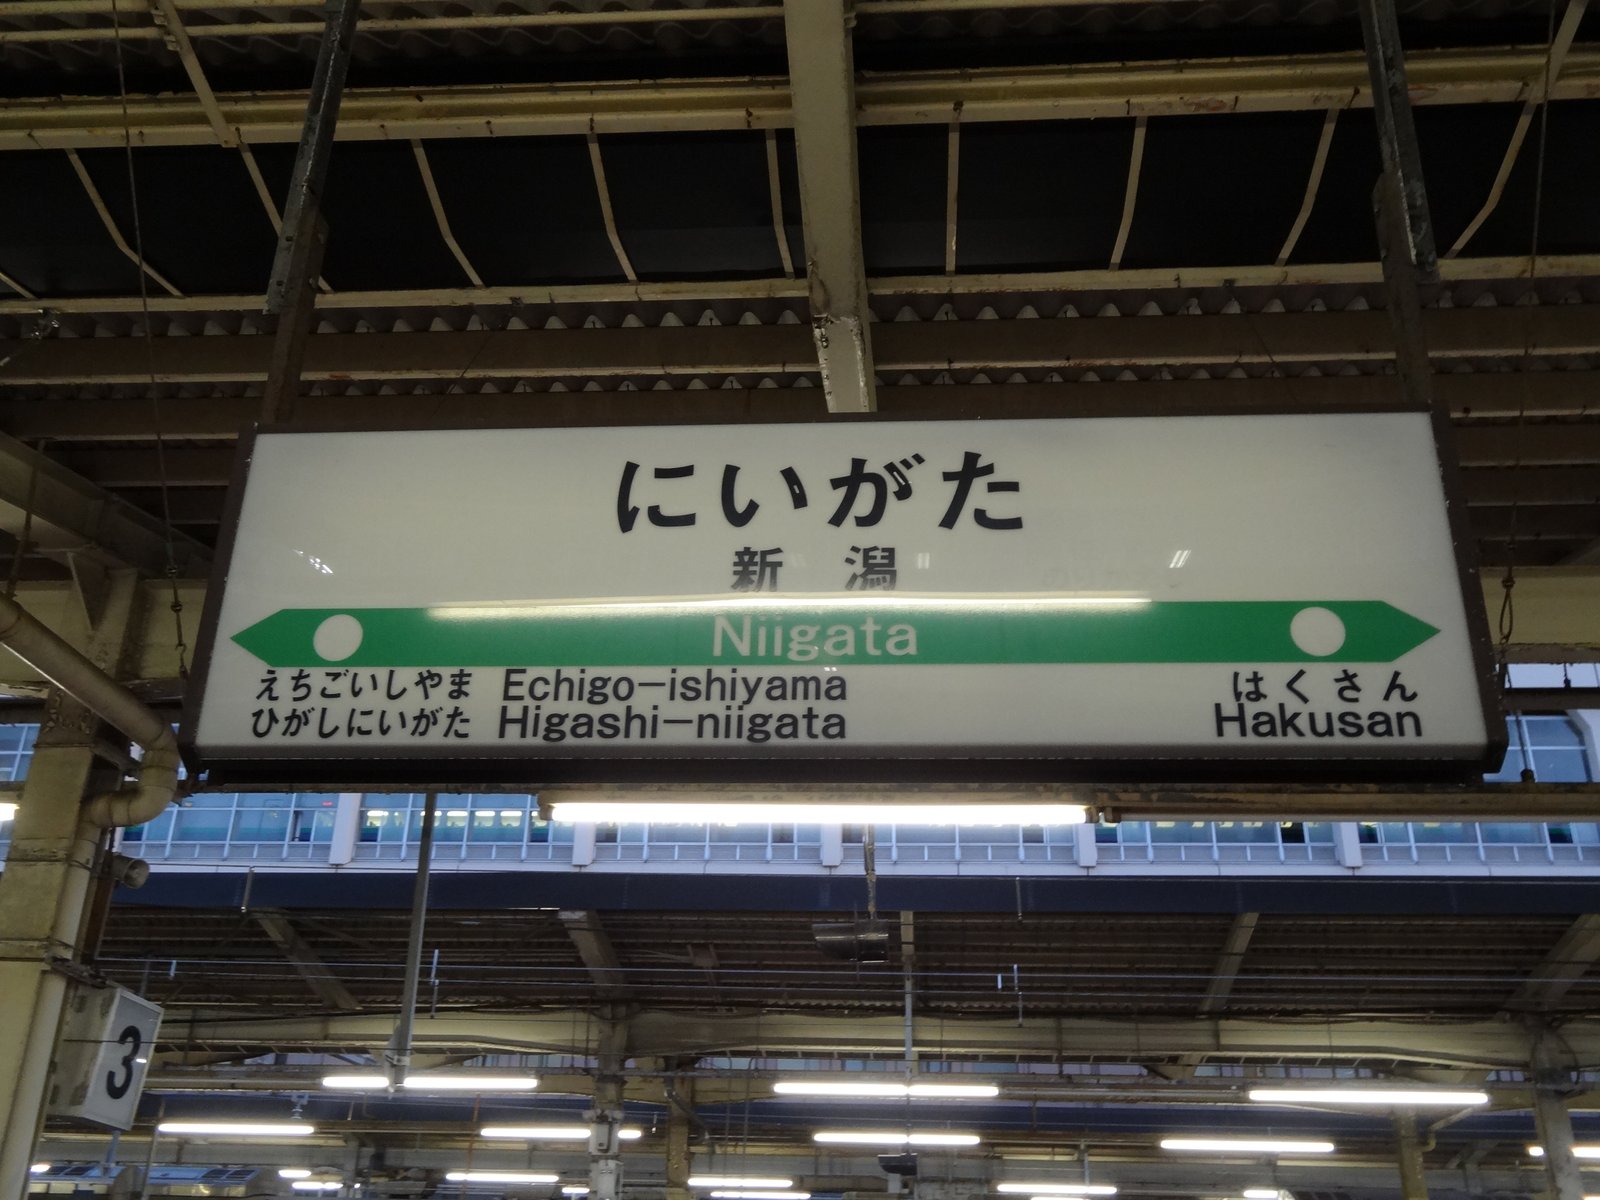 にいがた
新潟
Niigata
えちごいしやま Echigo-ishiyama
ひがしにいがた Higashi-niigata
はくさん
Hakusan
3